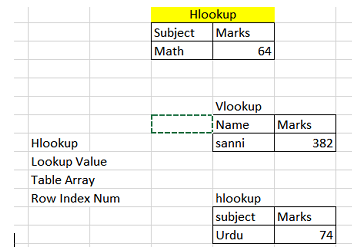 Hlookup
Subject Marks
Math 64
Vlookup
Name Marks
Hlookup sanni 382
Lookup Value
Table Array
Row Index Num hlookup
subject Marks
Urdu 74